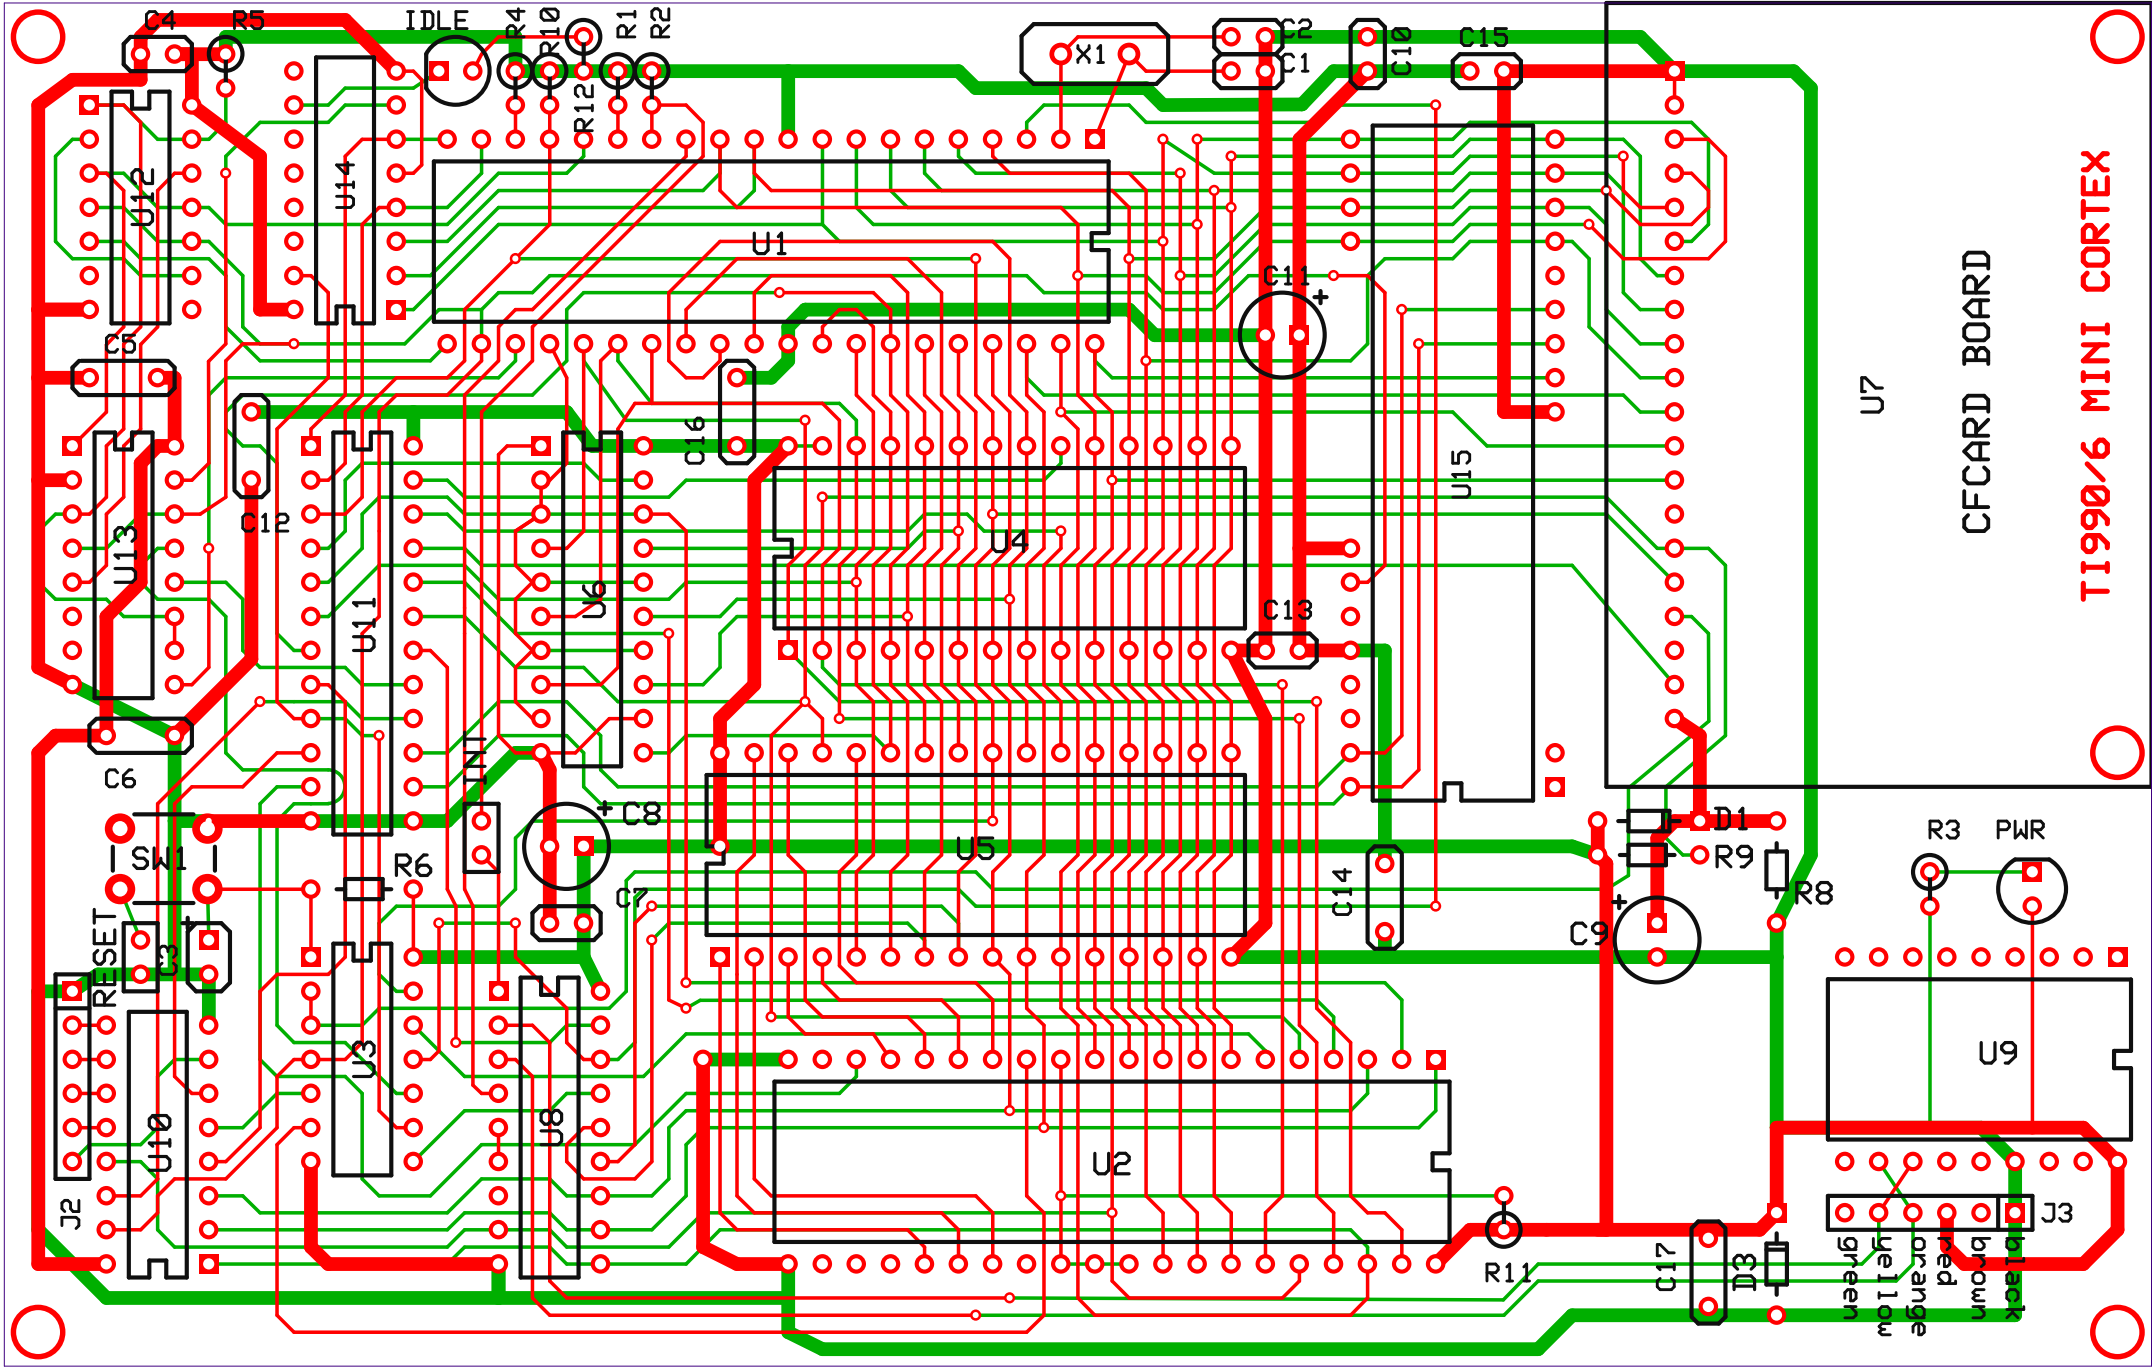 C4
R5
IDLE
R4
R10
R1
R2
R12
X1
C2
C1
C10
C15
U12
U14
U1
C11
+
U7
CFCARD BOARD
TI990/6 MINI CORTEX
C5
C16
C12
U13
U11
U6
U4
U15
C13
C6
INT
+
C8
SW1
R6
U5
C7
C14
D1
R9
R8
R3
PWR
RESET
+
C3
+
C9
U3
U10
U8
U2
U9
J2
J3
R11
C17
D3
green
yellow
orange
red
brown
black